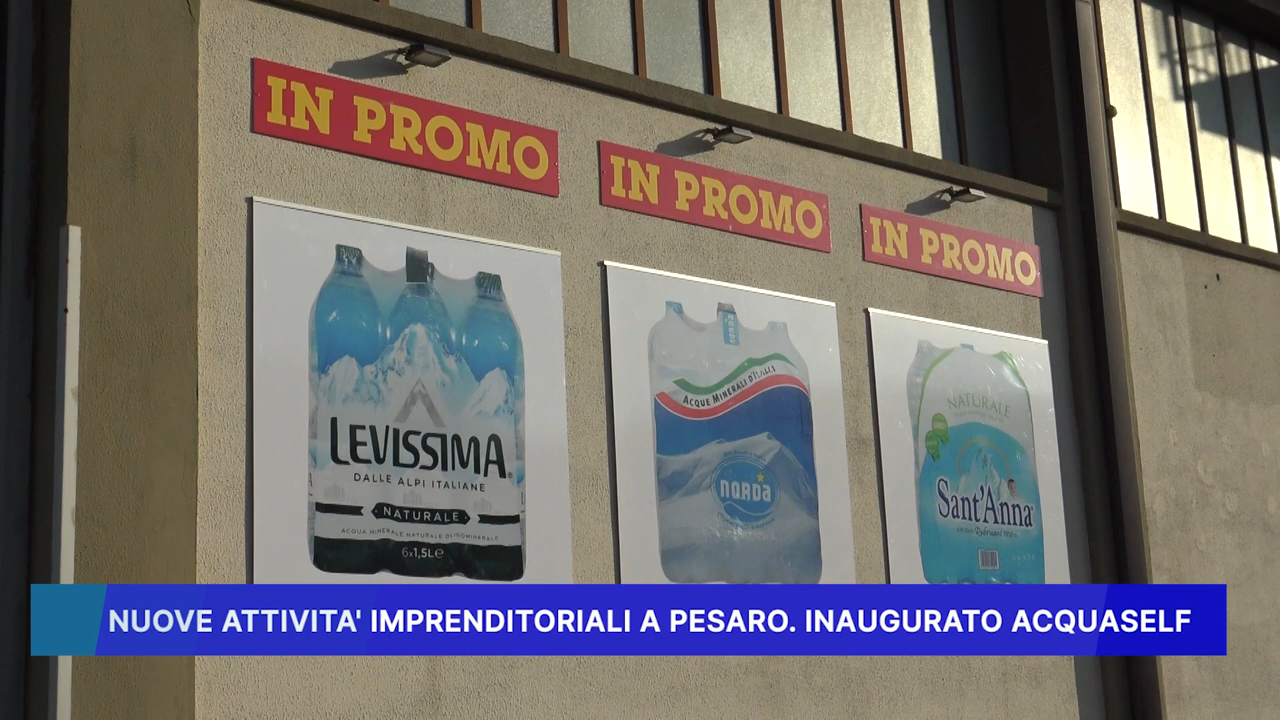 IN PROMO
IN PROMO
IN PROMO
LEVISSIMA
DALLE ALPI ITALIANE
NATURALE
ACQUA MINERALE NATURALE OLIGOMINERALE
6x1,5L℮
ACQUE MINERALI D'ITALIA
NORDA
NATURALE
Sant'Anna
NUOVE ATTIVITA' IMPRENDITORIALI A PESARO. INAUGURATO ACQUASELF